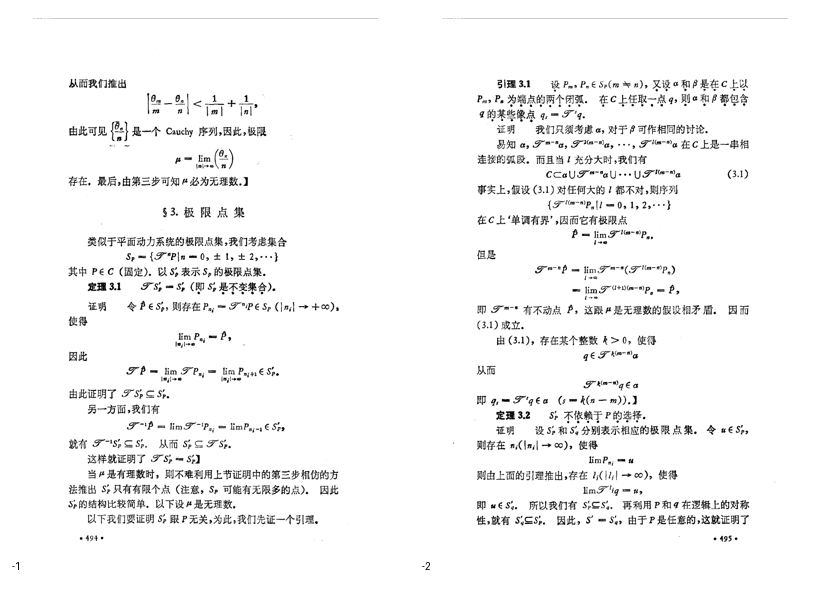 从而我们推出
|θ̄ₘ/m − θ̄ₙ/n| < 1/|m| + 1/|n|,
由此可见 {θ̄ₙ/n} 是一个 Cauchy 序列,因此,极限
μ = lim_{|n|→∞} (θ̄ₙ/n)
存在. 最后,由第三步可知 μ 必为无理数.】
§3. 极限点集
类似于平面动力系统的极限点集,我们考虑集合
S_P = {𝒯ⁿP|n = 0, ±1, ±2, ⋯}
其中 P∈C (固定). 以 S′_P 表示 S_P 的极限点集.
定理3.1 𝒯S′_P = S′_P (即 S′_P 是不变集合).
证明 令 P̂∈S′_P, 则存在 P_{n_j} = 𝒯^{n_j}P∈S_P (|n_j| → +∞),
使得
lim_{|n_j|→∞} P_{n_j} = P̂,
因此
𝒯P̂ = lim_{|n_j|→∞} 𝒯P_{n_j} = lim_{|n_j|→∞} P_{n_j+1} ∈ S′_P.
由此证明了 𝒯S′_P ⊆ S′_P.
另一方面,我们有
𝒯⁻¹P̂ = lim𝒯⁻¹P_{n_j} = limP_{n_j−1} ∈ S′_P,
就有 𝒯⁻¹S′_P ⊆ S′_P. 从而 S′_P ⊆ 𝒯S′_P.
这样就证明了 𝒯S′_P = S′_P】
当 μ 是有理数时, 则不难利用上节证明中的第三步相仿的方
法推出 S′_P 只有有限个点 (注意, S_P 可能有无限多的点). 因此
S′_P 的结构比较简单. 以下设 μ 是无理数.
以下我们要证明 S′_P 跟 P 无关,为此,我们先证一个引理.
• 494 •
-1
引理3.1 设 Pₘ, Pₙ∈S_P(m ≠ n), 又设 α 和 β 是在 C 上以
Pₘ, Pₙ 为端点的两个闭弧. 在 C 上任取一点 q, 则 α 和 β 都包含
q 的某些像点 q_s = 𝒯^s q.
证明 我们只须考虑 α, 对于 β 可作相同的讨论.
易知 α, 𝒯^{m−n}α, 𝒯^{2(m−n)}α, ⋯, 𝒯^{l(m−n)}α 在 C 上是一串相
连接的弧段. 而且当 l 充分大时,我们有
C⊂α∪𝒯^{m−n}α∪⋯∪𝒯^{l(m−n)}α (3.1)
事实上,假设 (3.1) 对任何大的 l 都不对,则序列
{𝒯^{l(m−n)}Pₙ|l = 0, 1, 2, ⋯}
在 C 上‘单调有界’,因而它有极限点
P̂ = lim_{l→∞} 𝒯^{l(m−n)}Pₙ.
但是
𝒯^{m−n}P̂ = lim_{l→∞} 𝒯^{m−n}(𝒯^{l(m−n)}Pₙ)
= lim_{l→∞} 𝒯^{(l+1)(m−n)}Pₙ = P̂,
即 𝒯^{m−n} 有不动点 P̂, 这跟 μ 是无理数的假设相矛盾. 因而
(3.1) 成立.
由 (3.1), 存在某个整数 k > 0, 使得
q∈𝒯^{k(m−n)}α
从而
𝒯^{k(n−m)}q∈α
即 q_s = 𝒯^s q∈α (s = k(n − m)).】
定理3.2 S′_P 不依赖于 P 的选择.
证明 设 S′_P 和 S′_q 分别表示相应的极限点集. 令 u∈S′_P,
则存在 n_j(|n_j| → ∞), 使得
limP_{n_j} = u
则由上面的引理推出,存在 l_j(|l_j| → ∞), 使得
lim𝒯^{l_j}q = u,
即 u∈S′_q. 所以我们有 S′_P⊆S′_q. 再利用 P 和 q 在逻辑上的对称
性,就有 S′_q⊆S′_P. 因此, S′ = S′_q, 由于 P 是任意的,这就证明了
• 495 •
-2